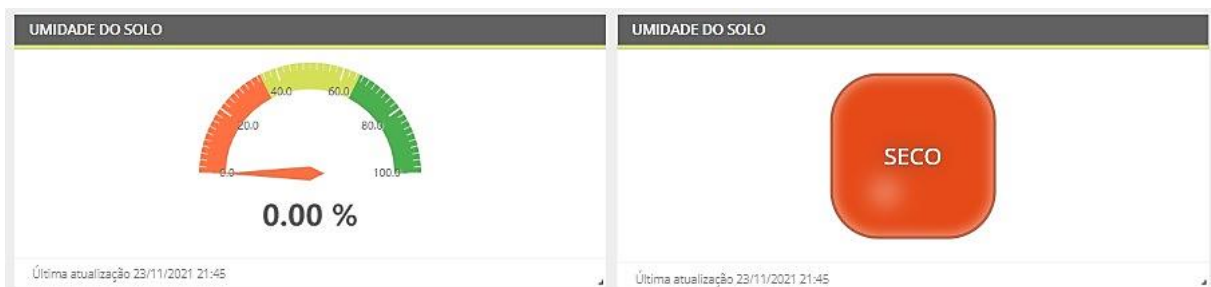 UMIDADE DO SOLO
0.0
20.0
40.0
60.0
80.0
100.0
0.00 %
Última atualização 23/11/2021 21:45
UMIDADE DO SOLO
SECO
Última atualização 23/11/2021 21:45